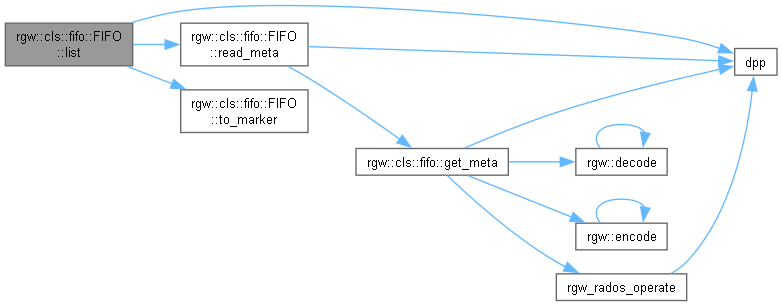 rgw::cls::fifo::FIFO
::list
rgw::cls::fifo::FIFO
::read_meta
rgw::cls::fifo::FIFO
::to_marker
dpp
rgw::cls::fifo::get_meta
rgw::decode
rgw::encode
rgw_rados_operate